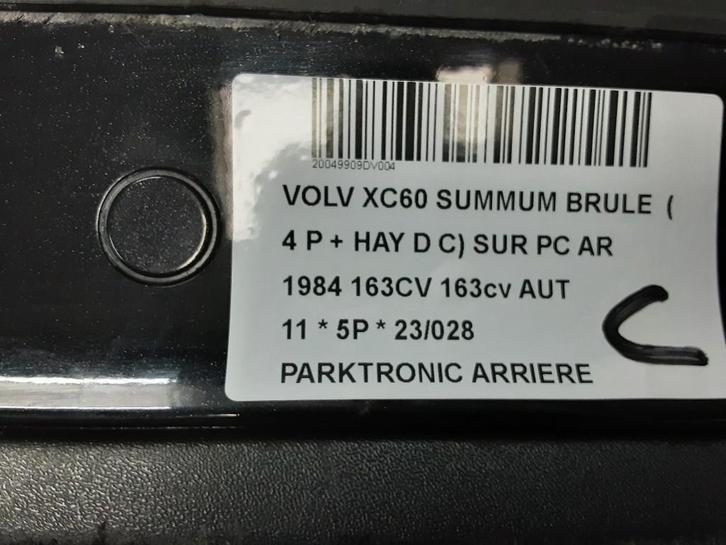 20049909DV004
VOLV XC60 SUMMUM BRULE (
4 P + HAY D C) SUR PC AR
1984 163CV 163cv AUT
11 * 5P * 23/028
PARKTRONIC ARRIERE
C